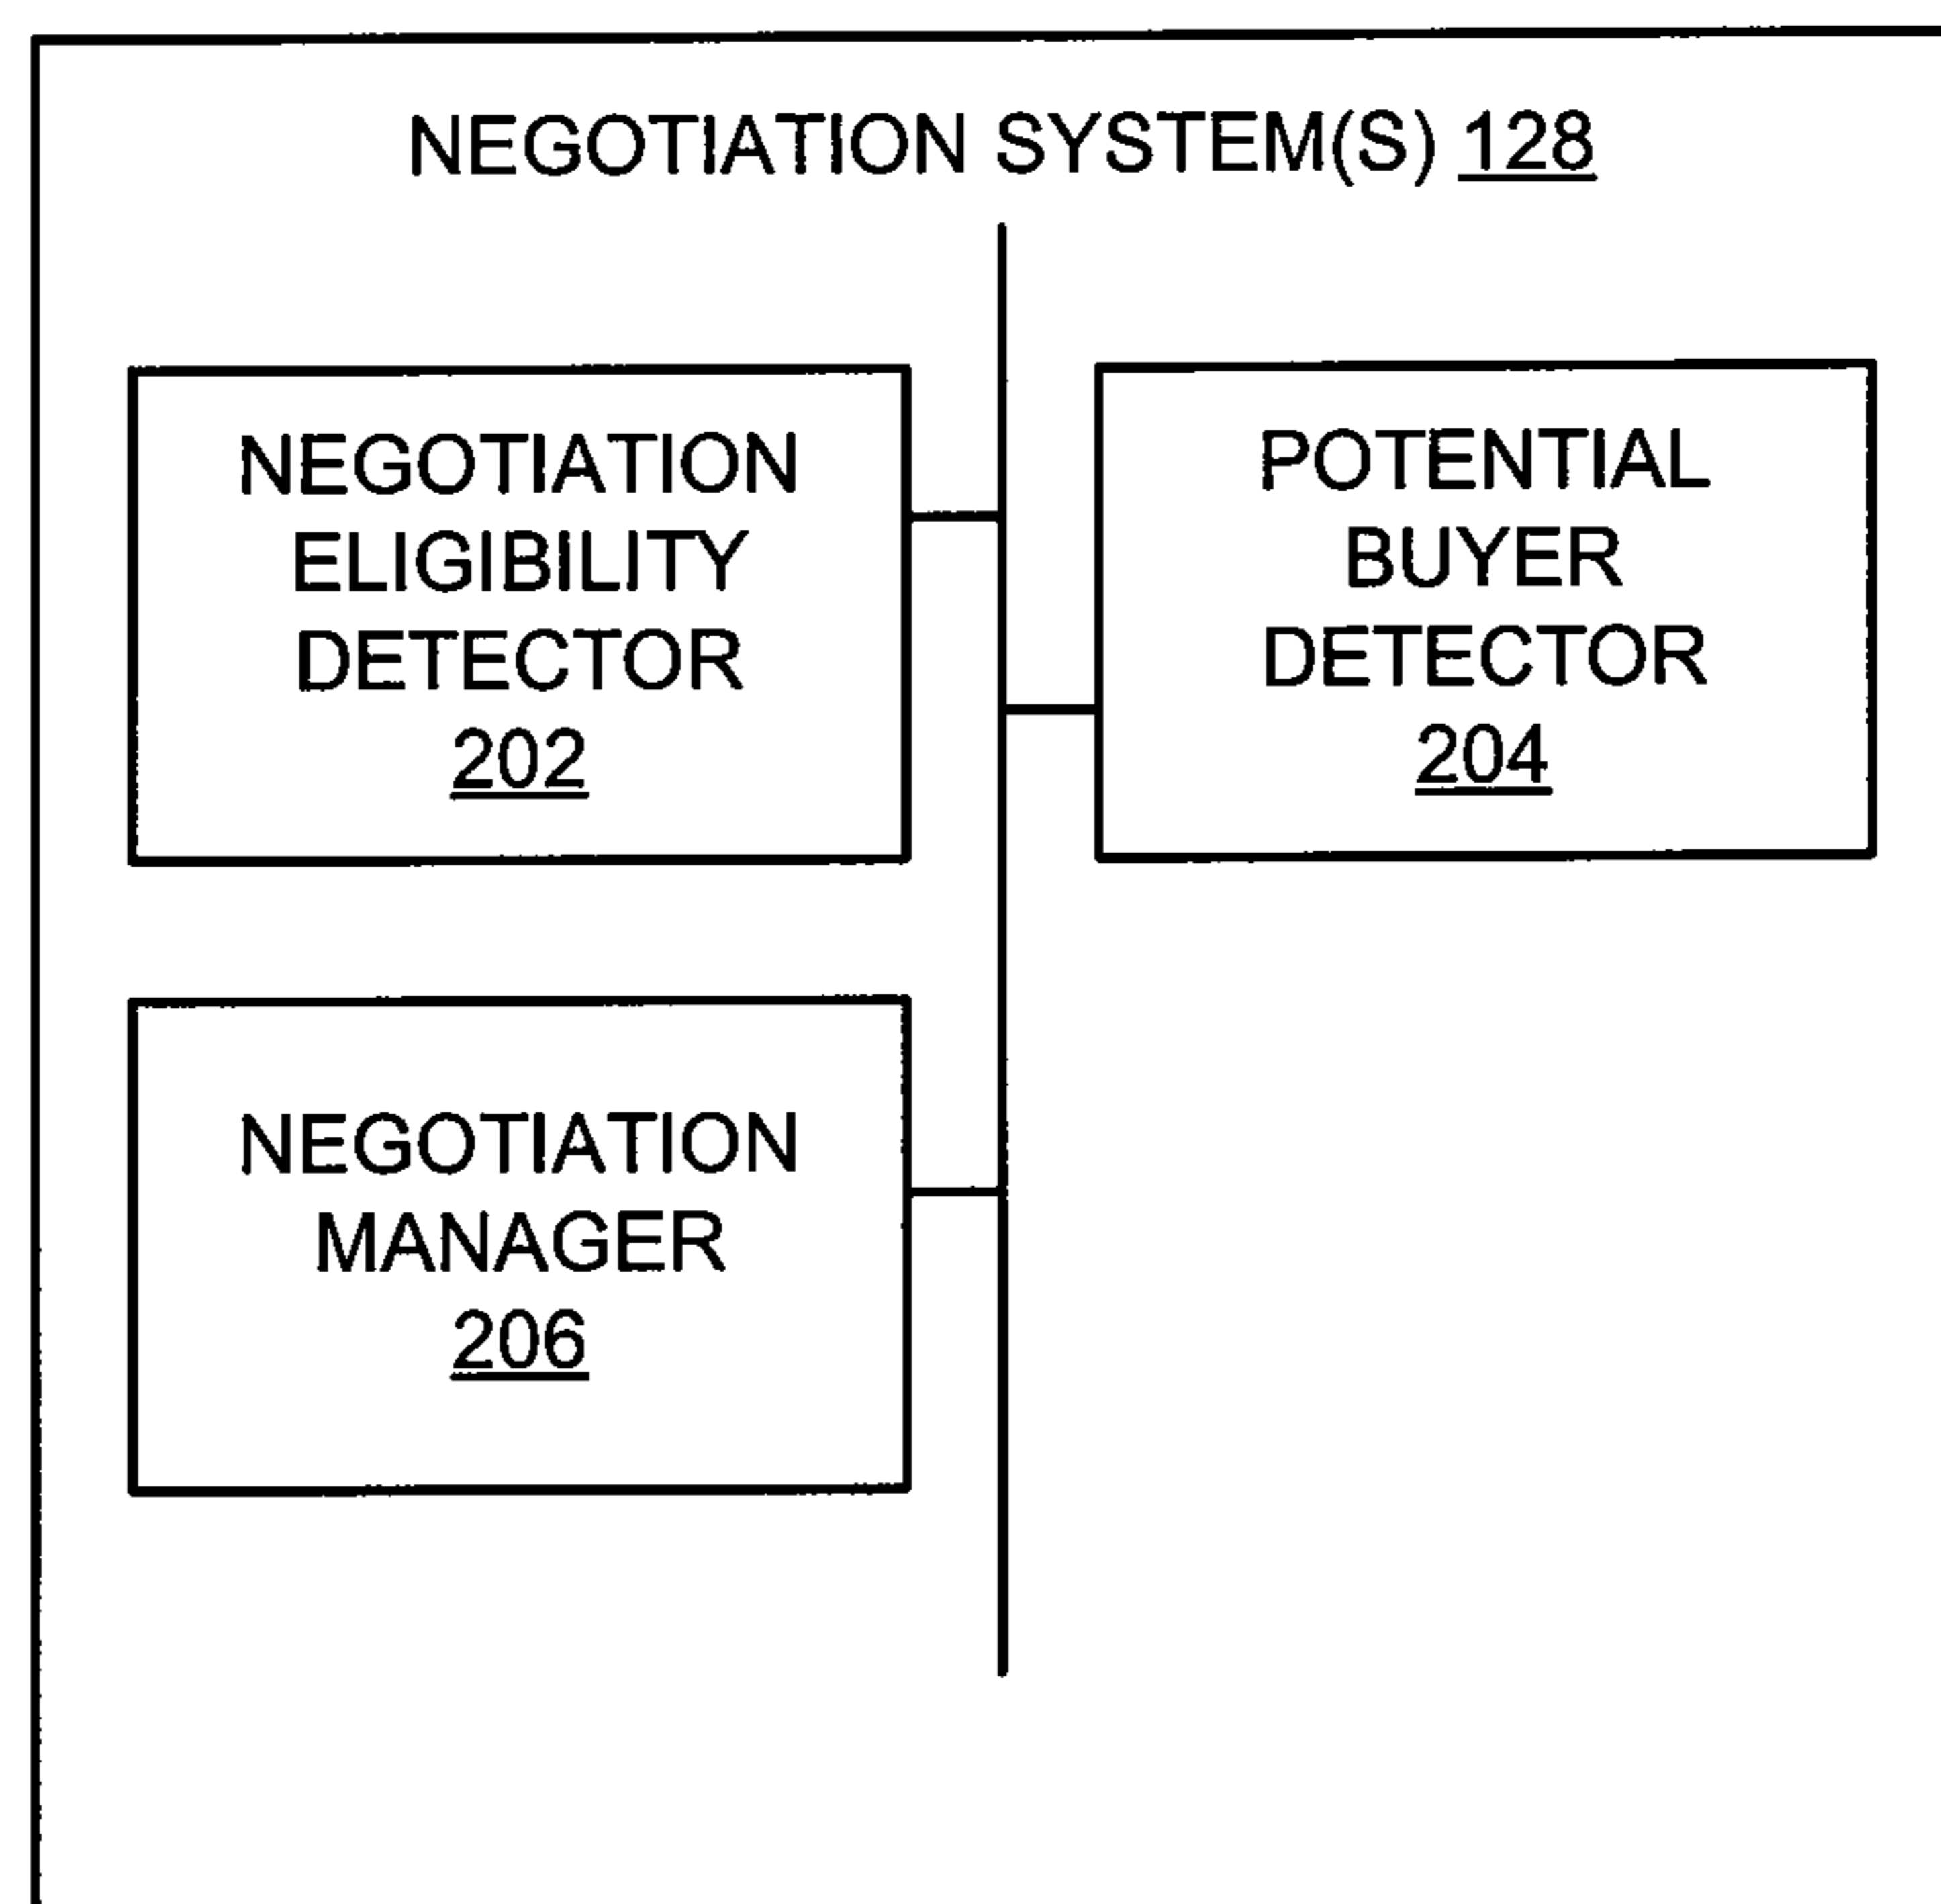 NEGOTIATION SYSTEM(S) 128
NEGOTIATION
ELIGIBILITY
DETECTOR
202
POTENTIAL
BUYER
DETECTOR
204
NEGOTIATION
MANAGER
206